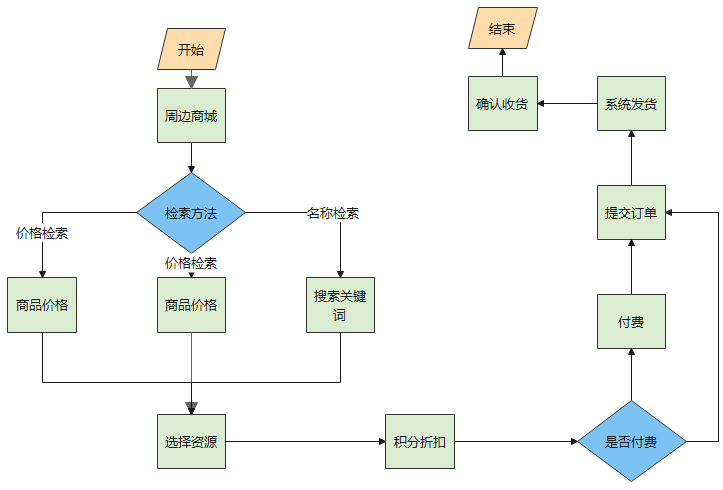 开始
周边商城
检索方法
价格检索
价格检索
名称检索
商品价格
商品价格
搜索关键
词
选择资源
积分折扣
是否付费
付费
提交订单
系统发货
确认收货
结束